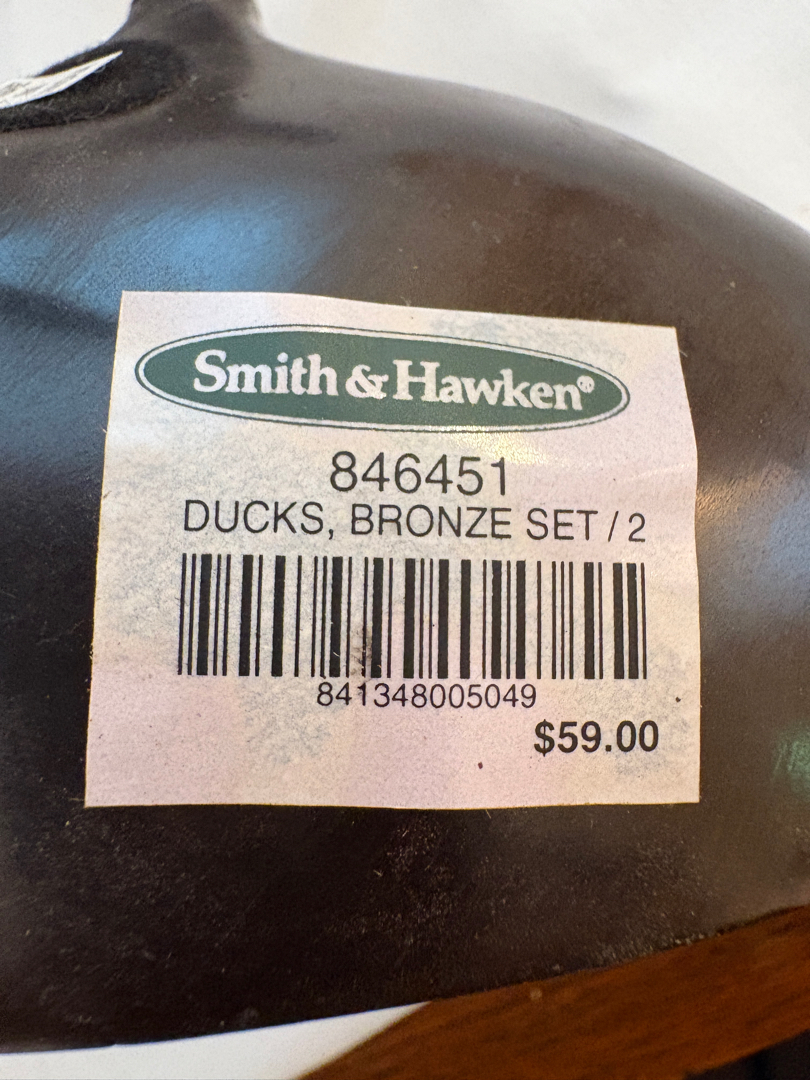 Smith & Hawken®
846451
DUCKS, BRONZE SET / 2
841348005049
$59.00